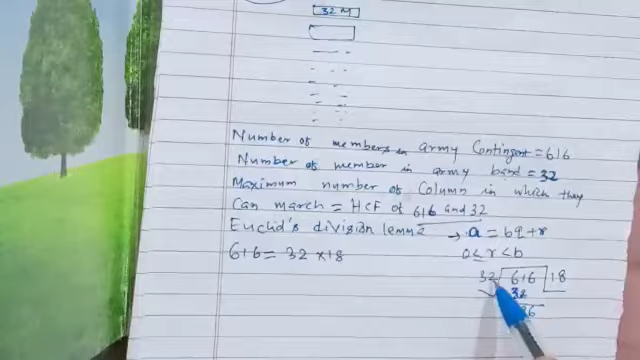 32 M
Number of members in army Contingent = 616
Number of member in army band = 32
Maximum number of Column in which they
Can march = HCF of 616 and 32
Euclid's division lemma → a = bq + r
0 ≤ r < b
616 = 32 × 18
32 616 18
32